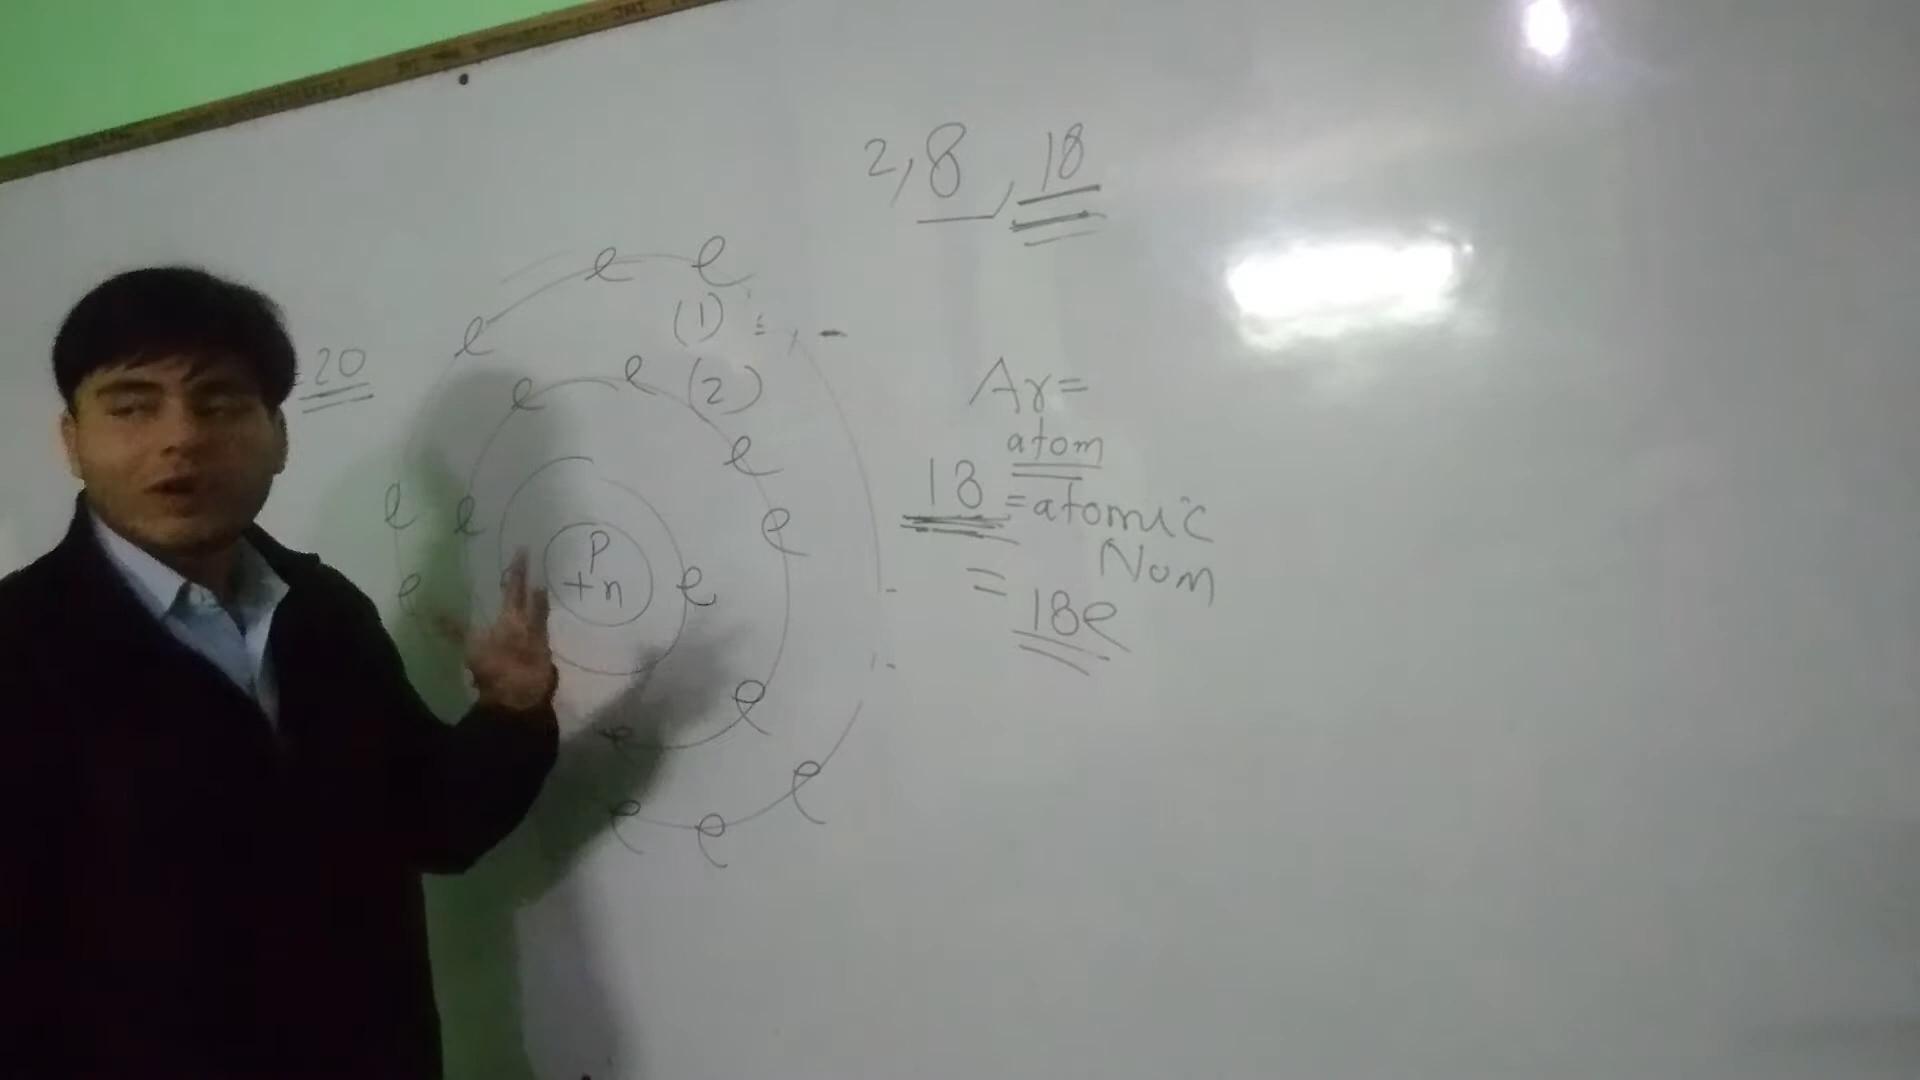 2, 8, 18
e e
(1)
e
20
e e (2)
Ar=
e
atom
18 = atomic
e e e
P
Num
+n e
e
= 18e
e
e
e
e e